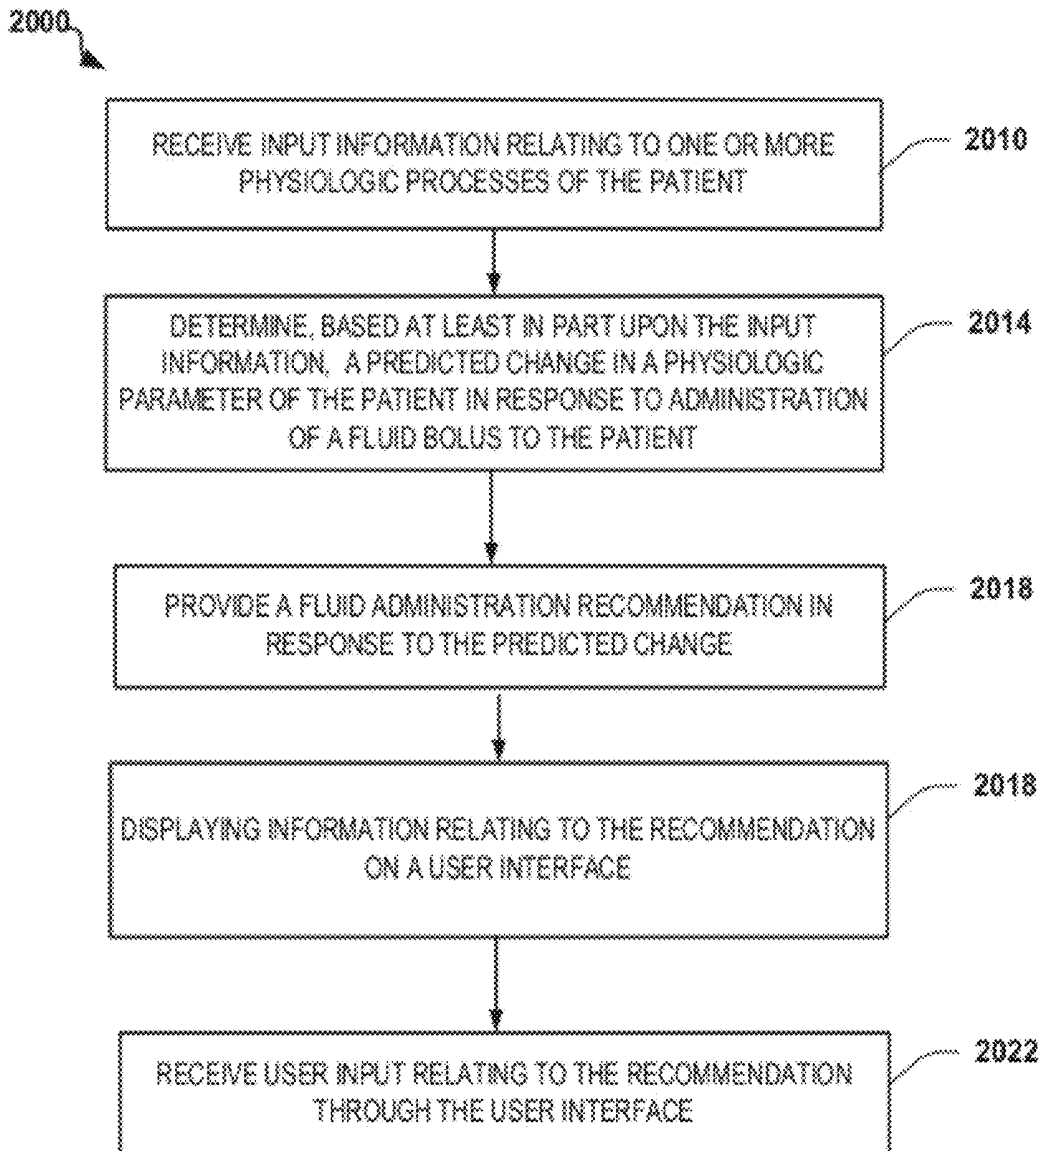 2000
RECEIVE INPUT INFORMATION RELATING TO ONE OR MORE
PHYSIOLOGIC PROCESSES OF THE PATIENT
2010
DETERMINE, BASED AT LEAST IN PART UPON THE INPUT
INFORMATION, A PREDICTED CHANGE IN A PHYSIOLOGIC
PARAMETER OF THE PATIENT IN RESPONSE TO ADMINISTRATION
OF A FLUID BOLUS TO THE PATIENT
2014
PROVIDE A FLUID ADMINISTRATION RECOMMENDATION IN
RESPONSE TO THE PREDICTED CHANGE
2018
DISPLAYING INFORMATION RELATING TO THE RECOMMENDATION
ON A USER INTERFACE
2018
RECEIVE USER INPUT RELATING TO THE RECOMMENDATION
THROUGH THE USER INTERFACE
2022